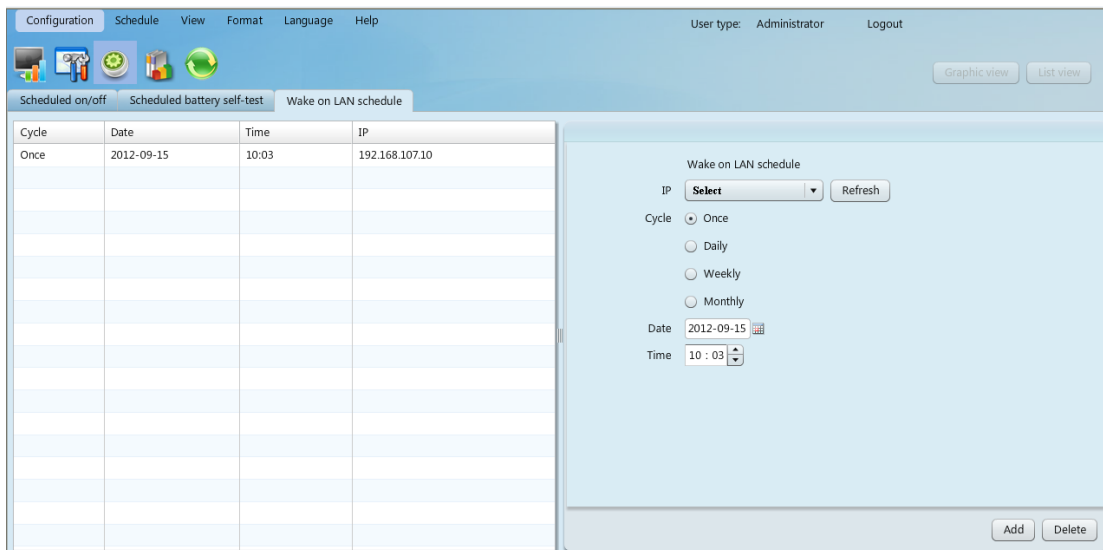 Configuration Schedule View Format Language Help User type: Administrator Logout
Graphic view List view
Scheduled on/off Scheduled battery self-test Wake on LAN schedule
Cycle Date Time IP
Once 2012-09-15 10:03 192.168.107.10
Wake on LAN schedule
IP Select Refresh
Cycle Once
Daily
Weekly
Monthly
Date 2012-09-15
Time 10 : 03
Add Delete